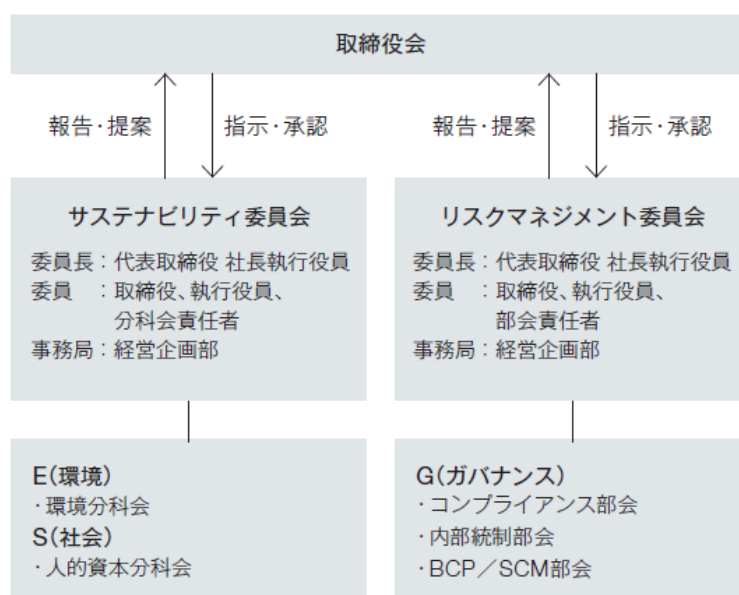 取締役会
報告・提案
指示・承認
報告・提案
指示・承認
サステナビリティ委員会
委員長：代表取締役 社長執行役員
委員　：取締役、執行役員、
分科会責任者
事務局：経営企画部
リスクマネジメント委員会
委員長：代表取締役 社長執行役員
委員　：取締役、執行役員、
部会責任者
事務局：経営企画部
E（環境）
・環境分科会
S（社会）
・人的資本分科会
G（ガバナンス）
・コンプライアンス部会
・内部統制部会
・BCP／SCM部会